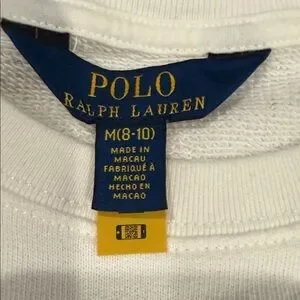 POLO
RALPH LAUREN
M(8-10)
MADE IN
MACAU
FABRIQUÉ À
MACAO
HECHO EN
MACAO